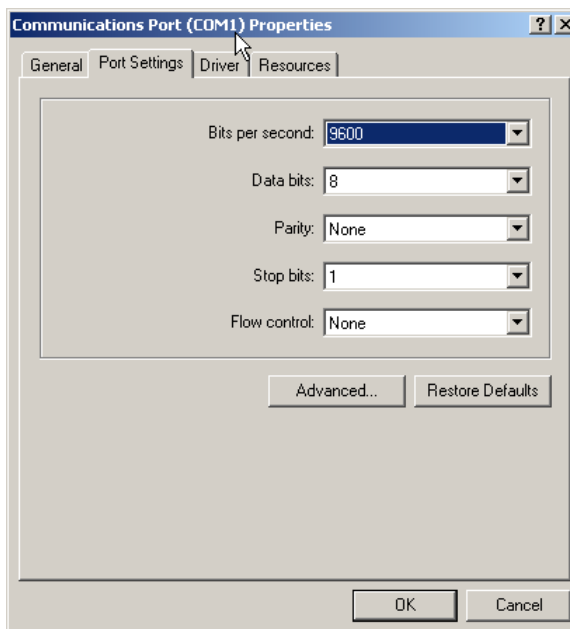 Communications Port (COM1) Properties
General Port Settings Driver Resources
Bits per second: 9600
Data bits: 8
Parity: None
Stop bits: 1
Flow control: None
Advanced... Restore Defaults
OK Cancel